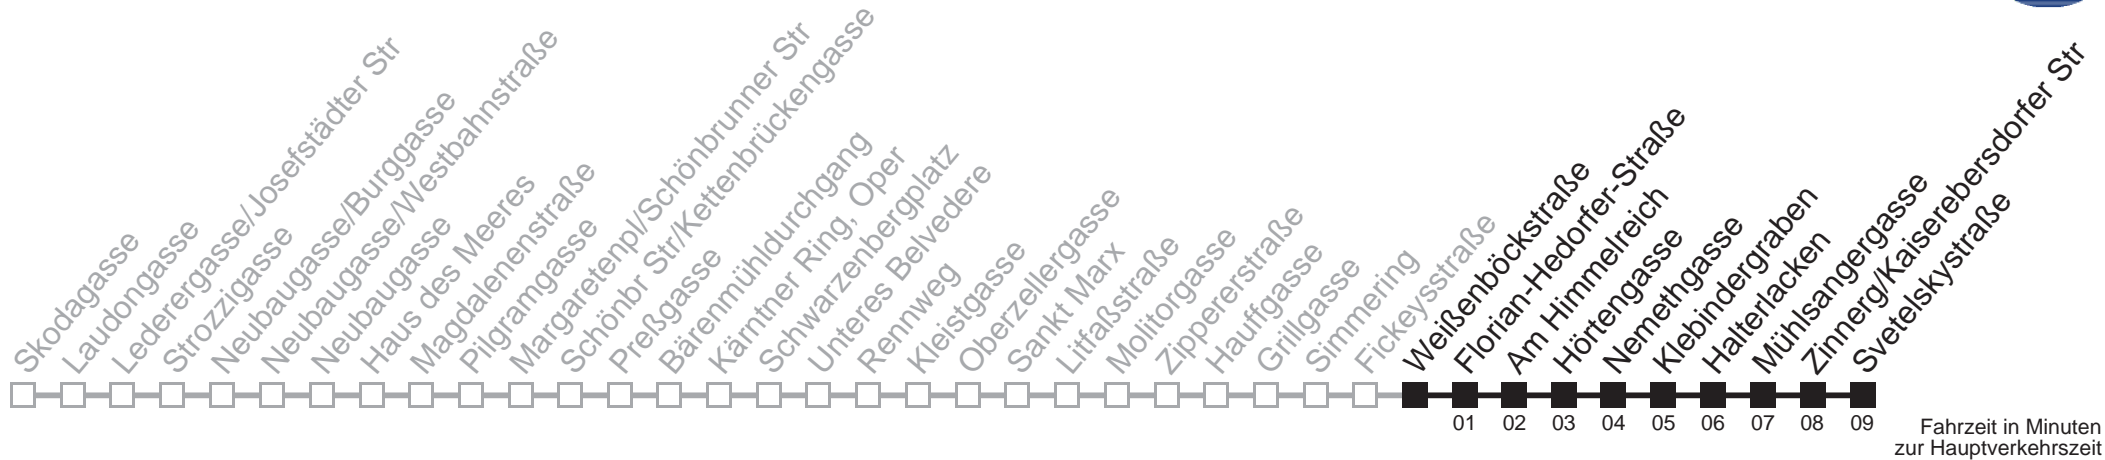 Skodagasse
Laudongasse
Lederergasse/Josefstädter Str
Strozzigasse
Neubaugasse/Burggasse
Neubaugasse/Westbahnstraße
Neubaugasse
Haus des Meeres
Magdalenenstraße
Pilgramgasse
Margaretenpl/Schönbrunner Str
Schönbr Str/Kettenbrückengasse
Preßgasse
Bärenmühldurchgang
Kärntner Ring, Oper
Schwarzenbergplatz
Unteres Belvedere
Rennweg
Kleistgasse
Oberzellergasse
Sankt Marx
Litfaßstraße
Molitorgasse
Zippererstraße
Hauffgasse
Grillgasse
Simmering
Fickeysstraße
Weißenböckstraße
Florian-Hedorfer-Straße
Am Himmelreich
Hörtengasse
Nemethgasse
Klebindergraben
Halterlacken
Mühlsangergasse
Zinnerg/Kaiserebersdorfer Str
Svetelskystraße
01 02 03 04 05 06 07 08 09
Fahrzeit in Minuten
zur Hauptverkehrszeit